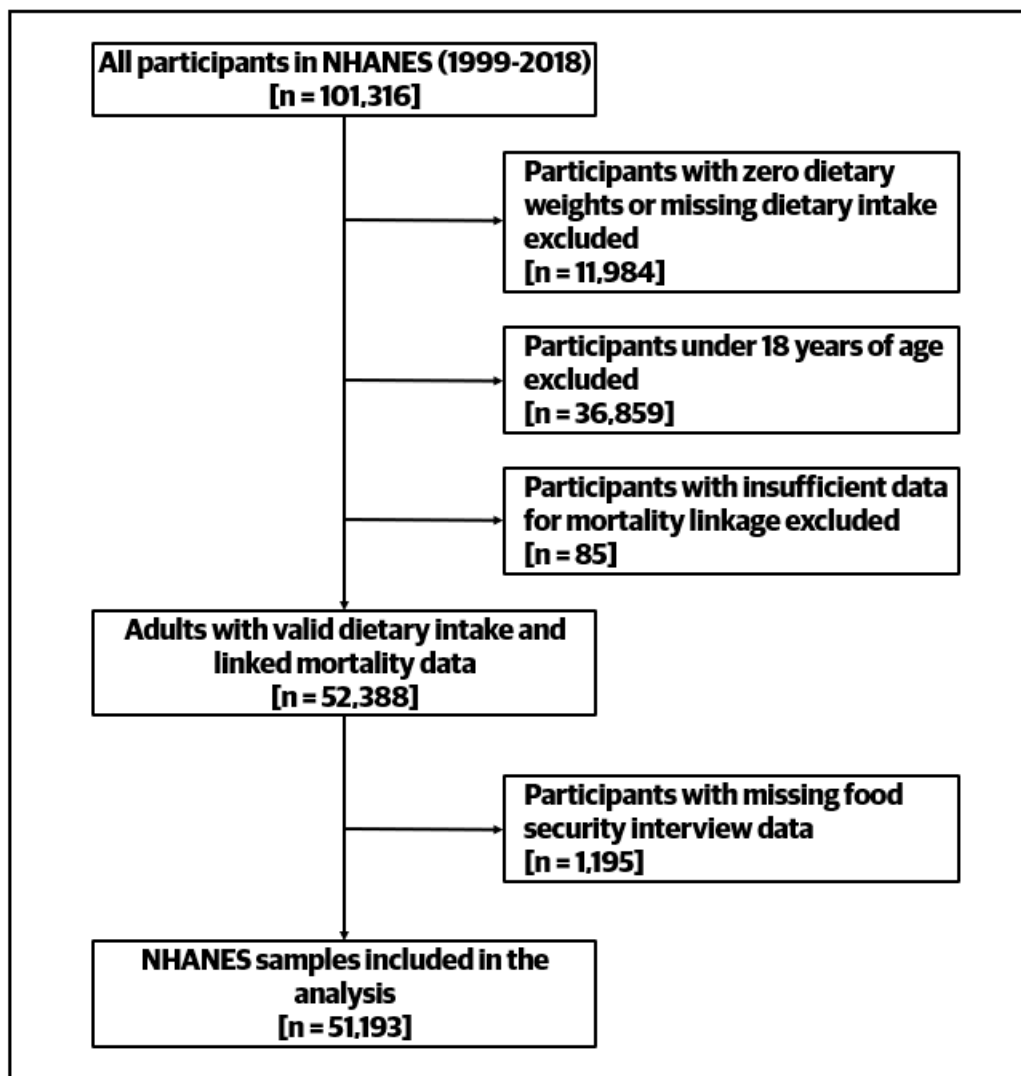 All participants in NHANES (1999-2018)
[n = 101,316]
Participants with zero dietary
weights or missing dietary intake
excluded
[n = 11,984]
Participants under 18 years of age
excluded
[n = 36,859]
Participants with insufficient data
for mortality linkage excluded
[n = 85]
Adults with valid dietary intake and
linked mortality data
[n = 52,388]
Participants with missing food
security interview data
[n = 1,195]
NHANES samples included in the
analysis
[n = 51,193]